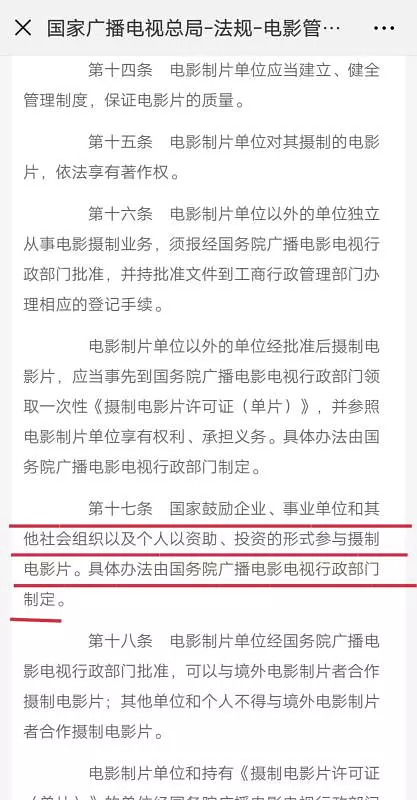 国家广播电视总局-法规-电影管…
第十四条 电影制片单位应当建立、健全
管理制度，保证电影片的质量。
第十五条 电影制片单位对其摄制的电影
片，依法享有著作权。
第十六条 电影制片单位以外的单位独立
从事电影摄制业务，须报经国务院广播电影电视行
政部门批准，并持批准文件到工商行政管理部门办
理相应的登记手续。
电影制片单位以外的单位经批准后摄制电
影片，应当事先到国务院广播电影电视行政部门领
取一次性《摄制电影片许可证（单片）》，并参照
电影制片单位享有权利、承担义务。具体办法由国
务院广播电影电视行政部门制定。
第十七条 国家鼓励企业、事业单位和其
他社会组织以及个人以资助、投资的形式参与摄制
电影片。具体办法由国务院广播电影电视行政部门
制定。
第十八条 电影制片单位经国务院广播电
影电视行政部门批准，可以与境外电影制片者合作
摄制电影片；其他单位和个人不得与境外电影制片
者合作摄制电影片。
电影制片单位和持有《摄制电影片许可证
（单片）》的单位经国务院广播电影电视行政部门